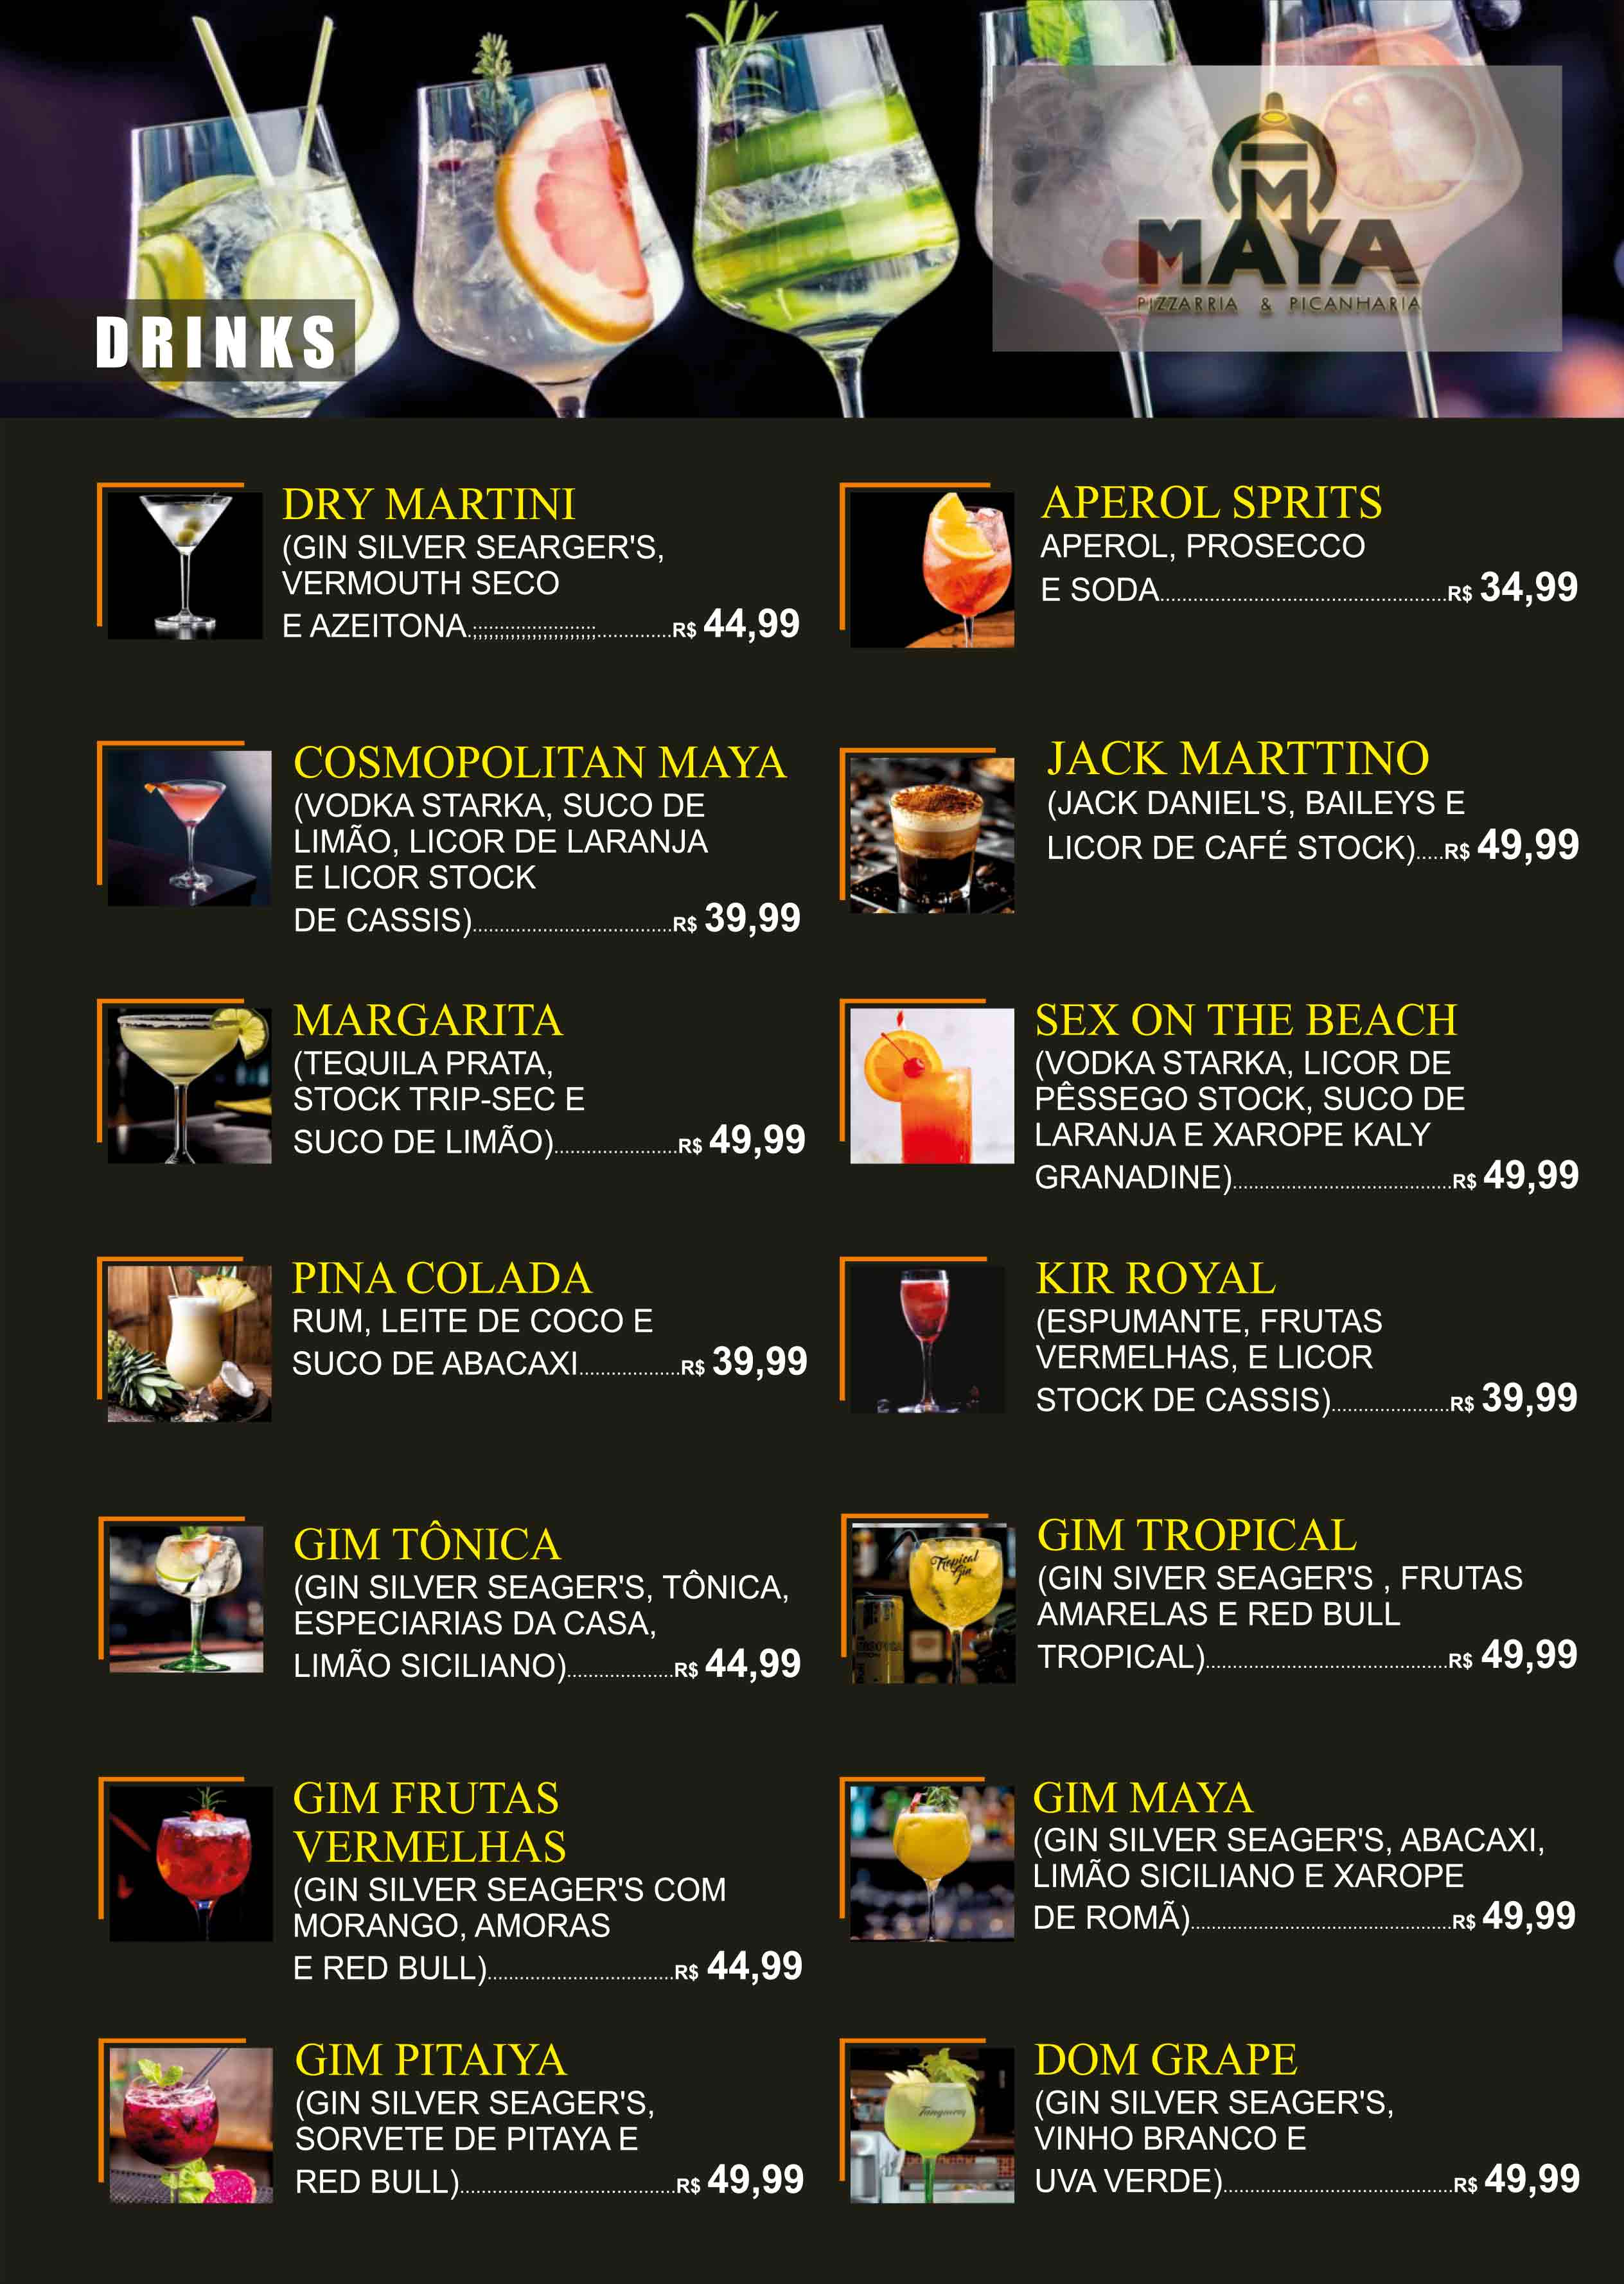 DRINKS
MAYA
PIZZARRIA & PICANHARIA
DRY MARTINI
(GIN SILVER SEARGER'S,
VERMOUTH SECO
E AZEITONA.;;;;;;;;;;;;;;;;;;;;;;;..............R$ 44,99
APEROL SPRITS
APEROL, PROSECCO
E SODA......................................................R$ 34,99
COSMOPOLITAN MAYA
(VODKA STARKA, SUCO DE
LIMÃO, LICOR DE LARANJA
E LICOR STOCK
DE CASSIS).....................................R$ 39,99
JACK MARTTINO
(JACK DANIEL'S, BAILEYS E
LICOR DE CAFÉ STOCK).....R$ 49,99
MARGARITA
(TEQUILA PRATA,
STOCK TRIP-SEC E
SUCO DE LIMÃO).......................R$ 49,99
SEX ON THE BEACH
(VODKA STARKA, LICOR DE
PÊSSEGO STOCK, SUCO DE
LARANJA E XAROPE KALY
GRANADINE).........................................R$ 49,99
PINA COLADA
RUM, LEITE DE COCO E
SUCO DE ABACAXI...................R$ 39,99
KIR ROYAL
(ESPUMANTE, FRUTAS
VERMELHAS, E LICOR
STOCK DE CASSIS)......................R$ 39,99
GIM TÔNICA
(GIN SILVER SEAGER'S, TÔNICA,
ESPECIARIAS DA CASA,
LIMÃO SICILIANO)....................R$ 44,99
Tropical
Gin
GIM TROPICAL
(GIN SIVER SEAGER'S , FRUTAS
AMARELAS E RED BULL
TROPICAL).............................................R$ 49,99
GIM FRUTAS
VERMELHAS
(GIN SILVER SEAGER'S COM
MORANGO, AMORAS
E RED BULL)...................................R$ 44,99
GIM MAYA
(GIN SILVER SEAGER'S, ABACAXI,
LIMÃO SICILIANO E XAROPE
DE ROMÃ).................................................R$ 49,99
GIM PITAIYA
(GIN SILVER SEAGER'S,
SORVETE DE PITAYA E
RED BULL)........................................R$ 49,99
Tanqueray
DOM GRAPE
(GIN SILVER SEAGER'S,
VINHO BRANCO E
UVA VERDE)...........................................R$ 49,99